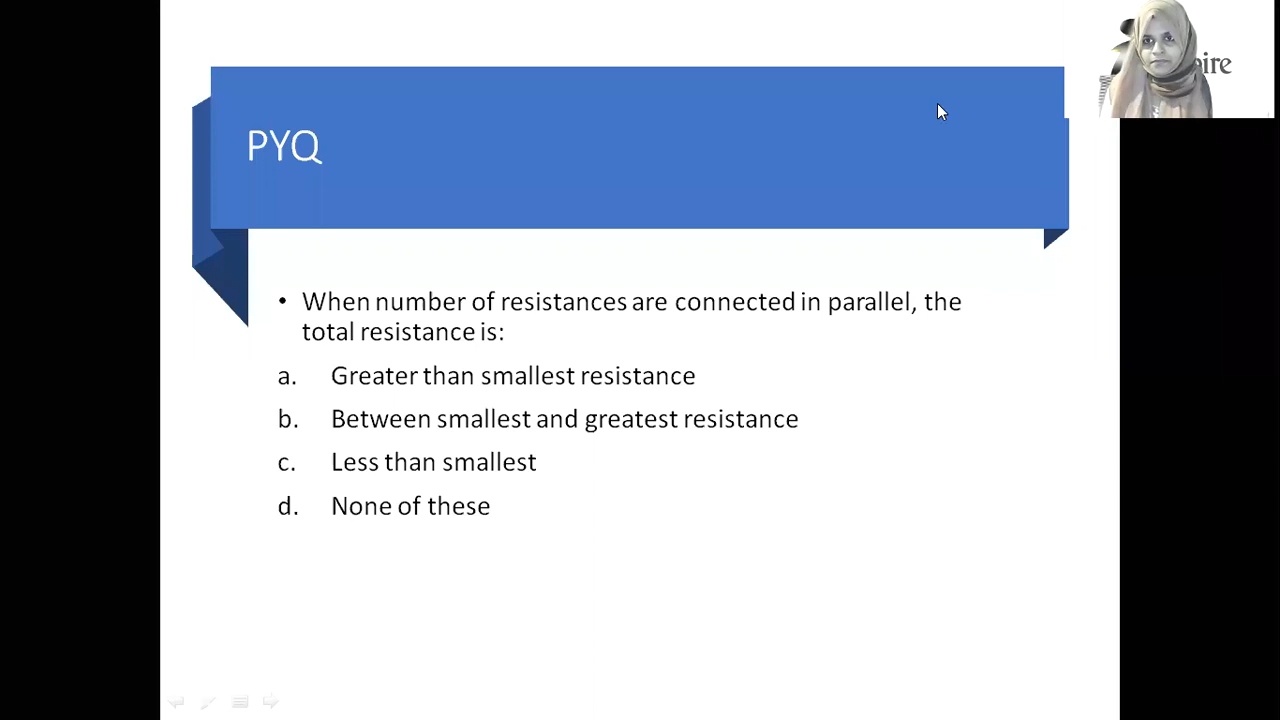 PYQ
• When number of resistances are connected in parallel, the
total resistance is:
a. Greater than smallest resistance
b. Between smallest and greatest resistance
c. Less than smallest
d. None of these